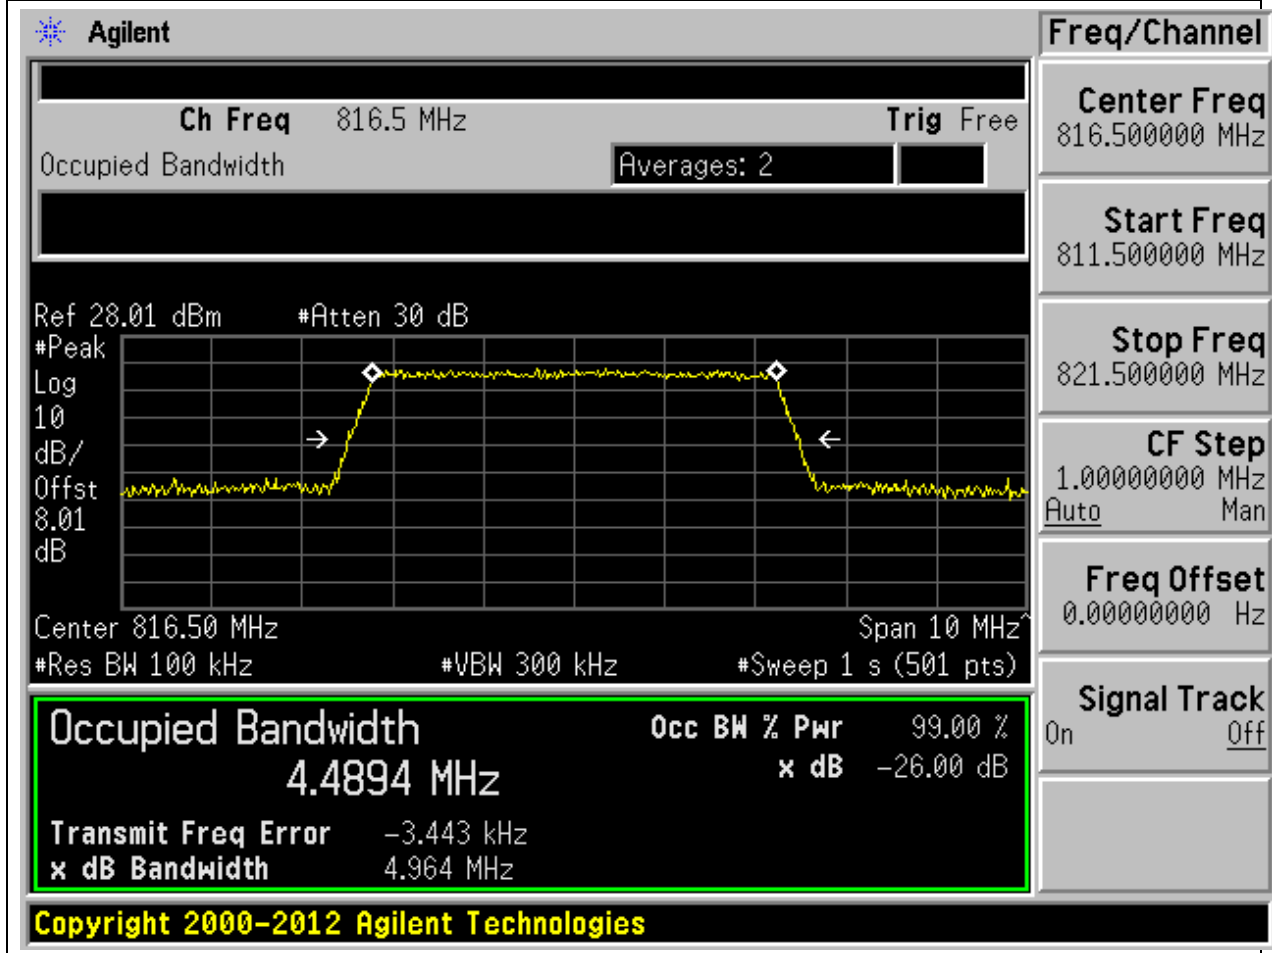 Agilent
Freq/Channel
Ch Freq 816.5 MHz Trig Free
Occupied Bandwidth Averages: 2
Center Freq
816.500000 MHz
Start Freq
811.500000 MHz
Stop Freq
821.500000 MHz
CF Step
1.00000000 MHz
Auto Man
Freq Offset
0.00000000 Hz
Signal Track
On Off
Ref 28.01 dBm #Atten 30 dB
#Peak
Log
10
dB/
Offst
8.01
dB
Center 816.50 MHz Span 10 MHz^
#Res BW 100 kHz #VBW 300 kHz #Sweep 1 s (501 pts)
Occupied Bandwidth Occ BW % Pwr 99.00 %
4.4894 MHz x dB -26.00 dB
Transmit Freq Error -3.443 kHz
x dB Bandwidth 4.964 MHz
Copyright 2000-2012 Agilent Technologies